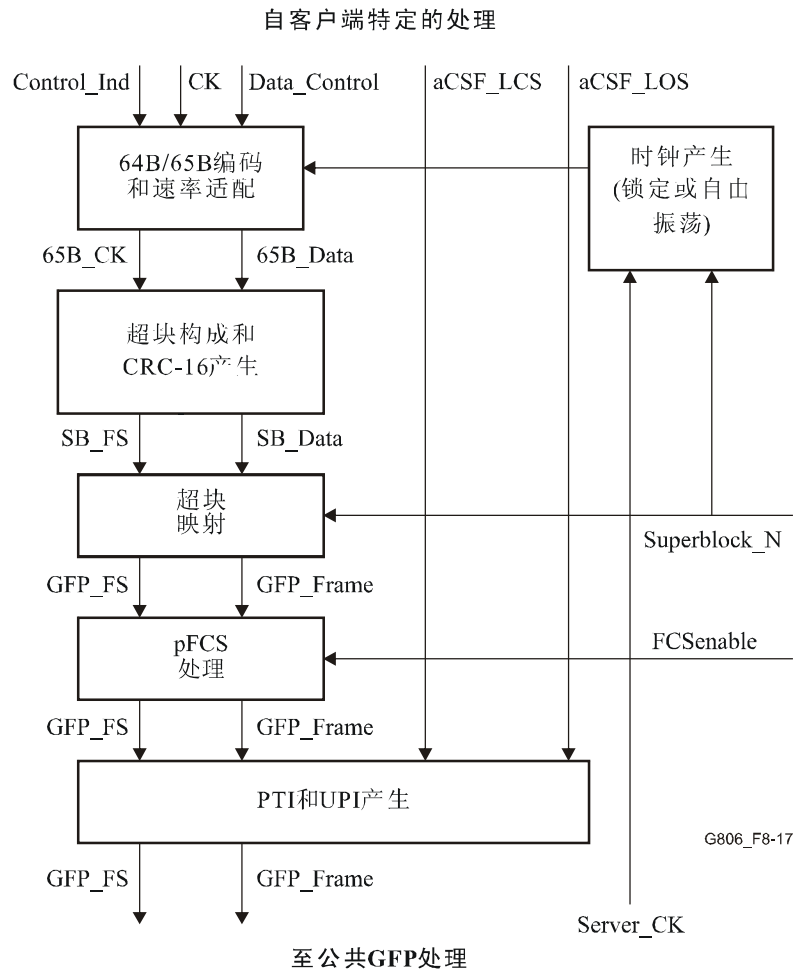 自客户端特定的处理
Control_Ind CK Data_Control aCSF_LCS aCSF_LOS
64B/65B编码
和速率适配
时钟产生
(锁定或自由
振荡)
65B_CK 65B_Data
超块构成和
CRC-16产生
SB_FS SB_Data
超块
映射
Superblock_N
GFP_FS GFP_Frame
pFCS
处理
FCSenable
GFP_FS GFP_Frame
PTI和UPI产生
G806_F8-17
GFP_FS GFP_Frame
Server_CK
至公共GFP处理